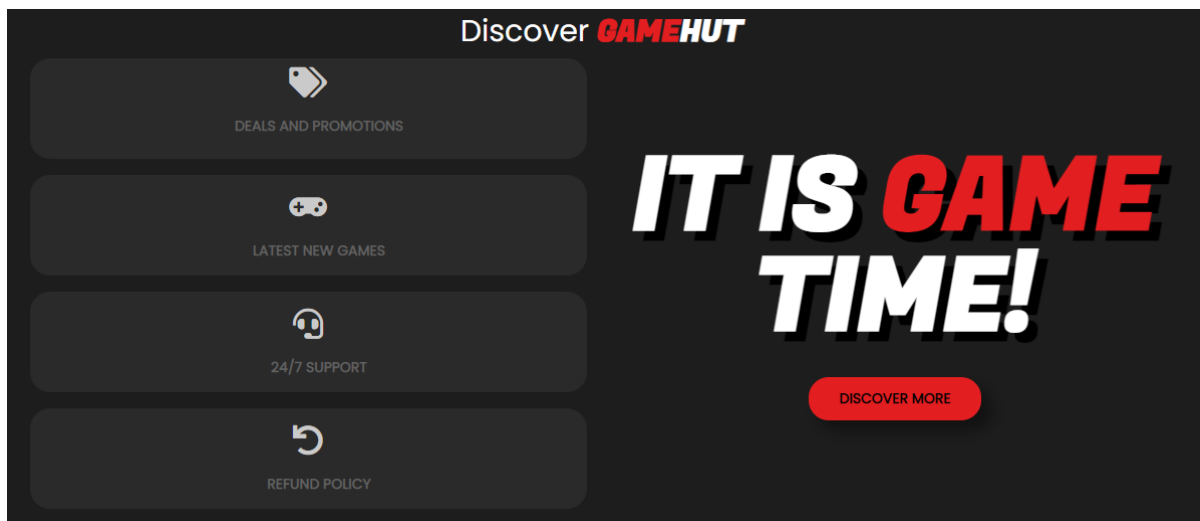 Discover GAMEHUT
DEALS AND PROMOTIONS
LATEST NEW GAMES
24/7 SUPPORT
REFUND POLICY
IT IS GAME
TIME!
DISCOVER MORE